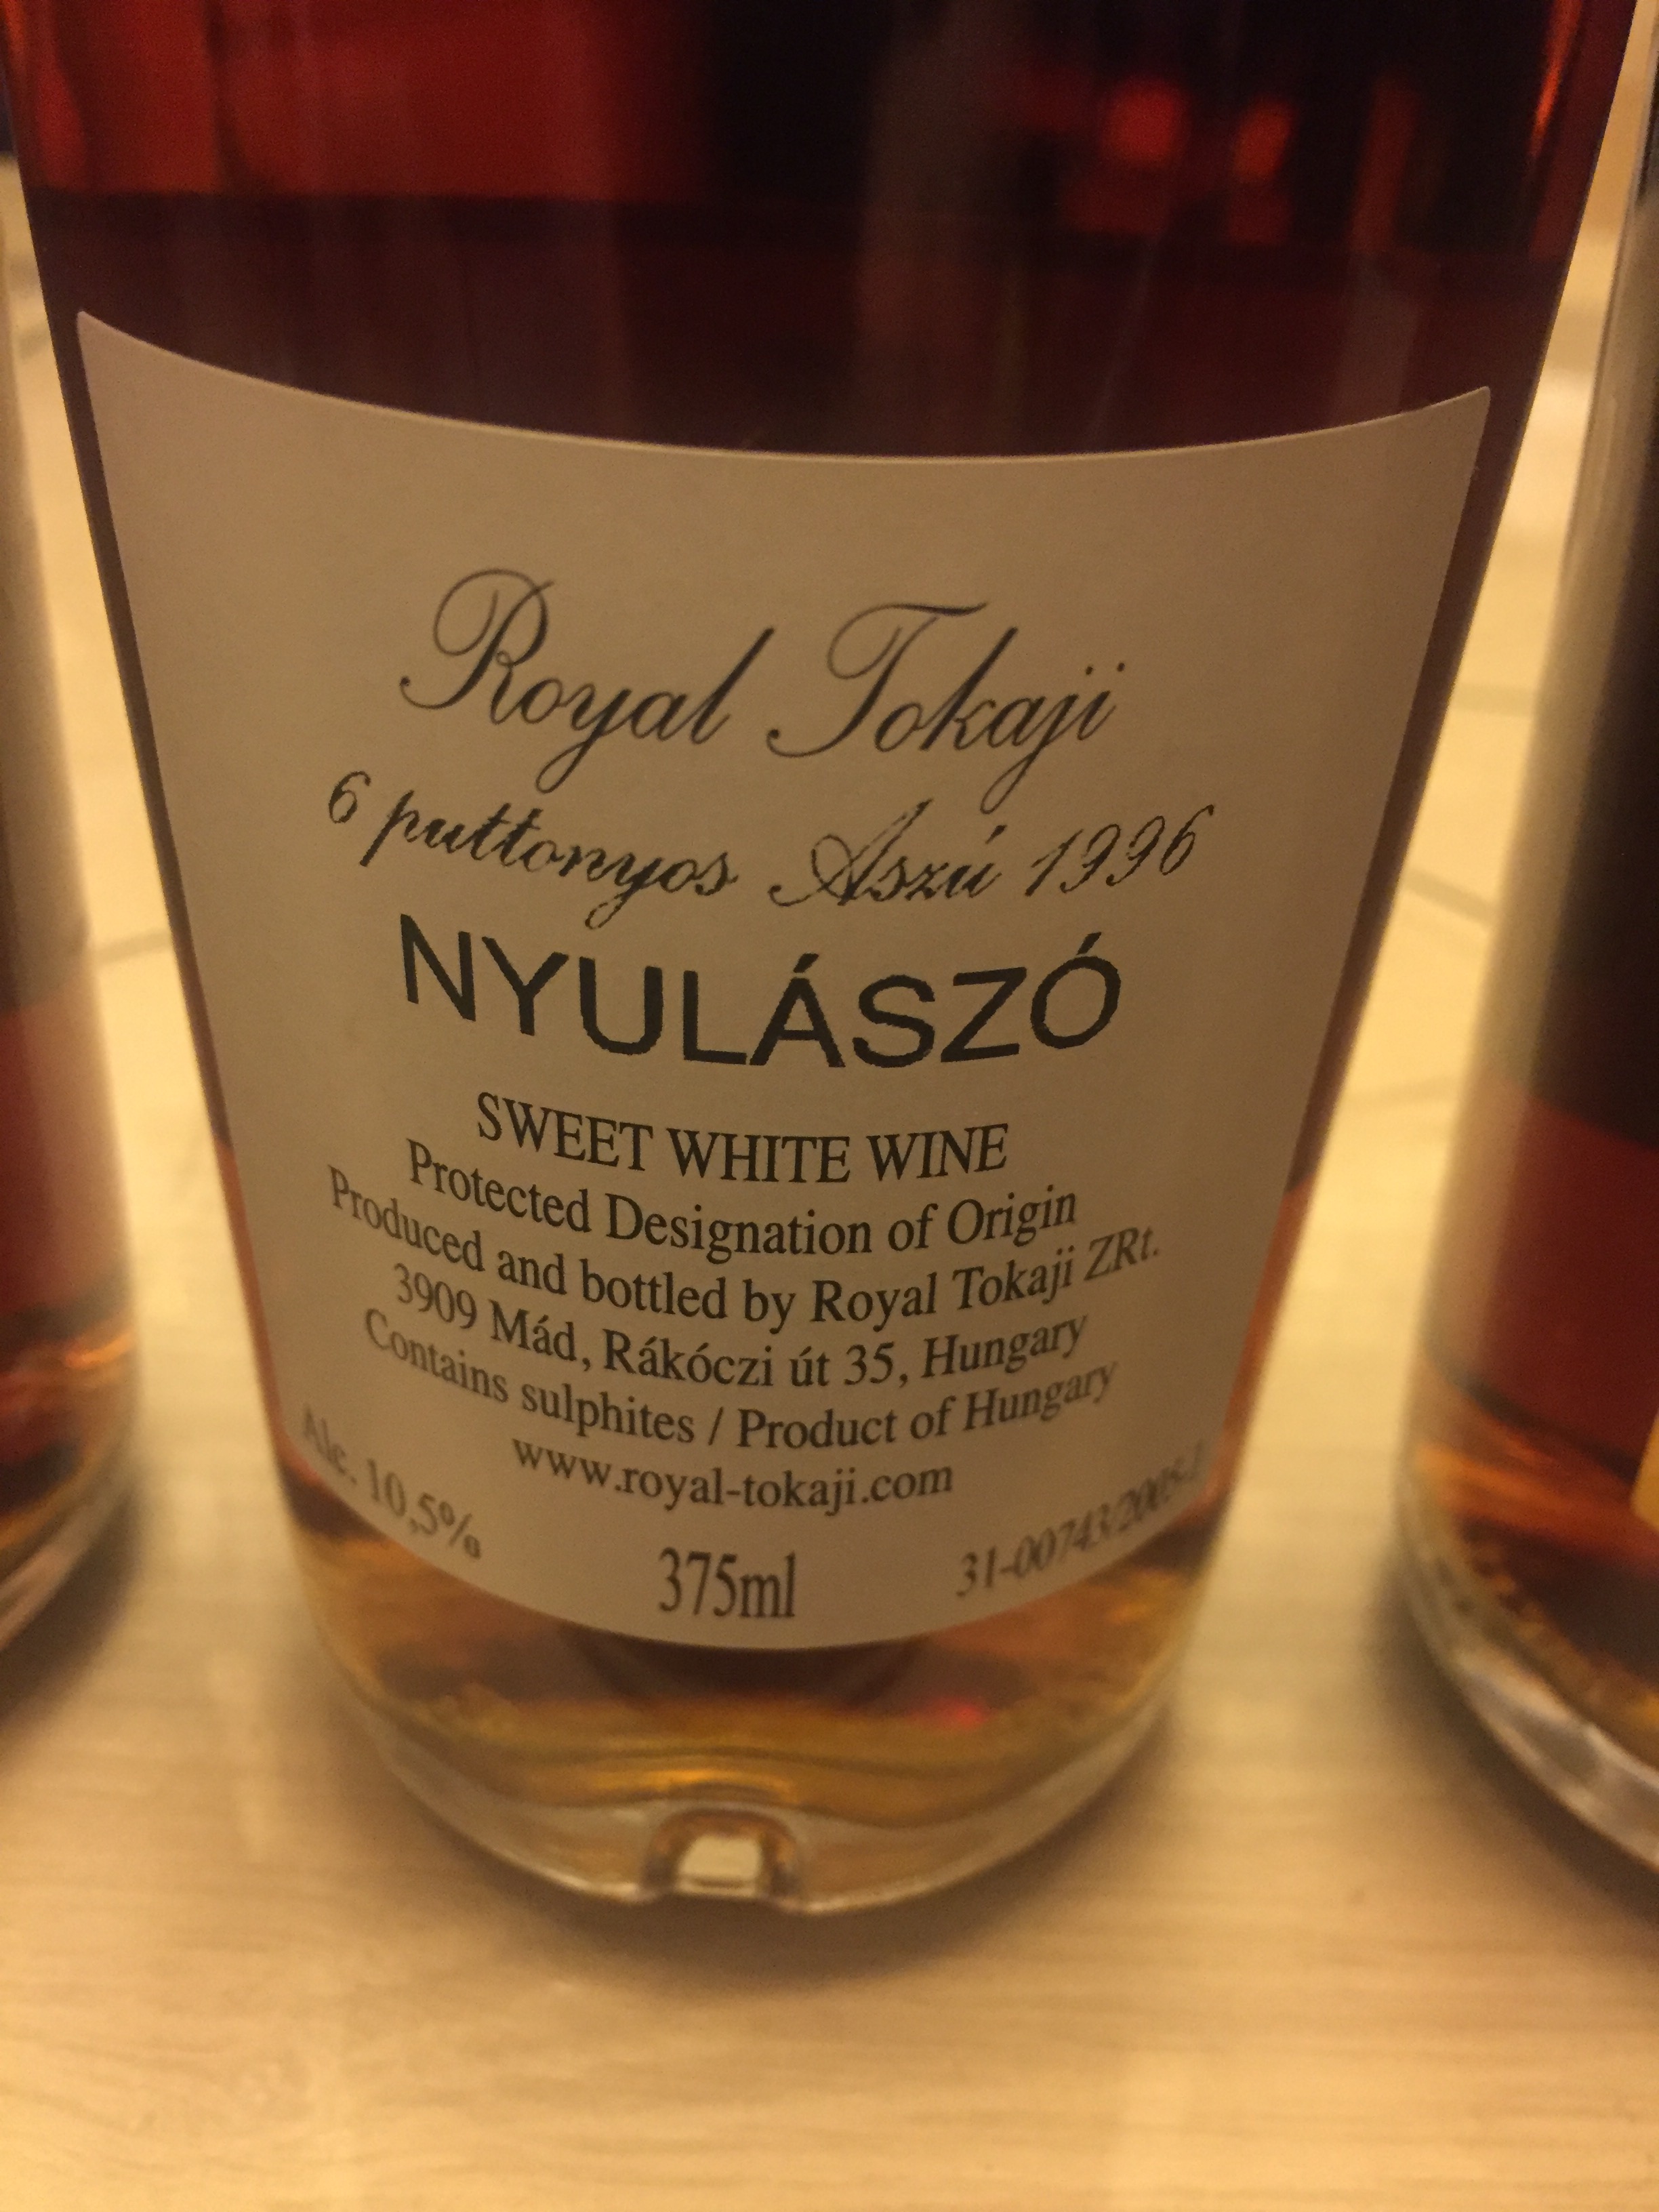 Royal Tokaji
6 puttonyos Aszú 1996
NYULÁSZÓ
SWEET WHITE WINE
Protected Designation of Origin
Produced and bottled by Royal Tokaji ZRt.
3909 Mád, Rákóczi út 35, Hungary
Contains sulphites / Product of Hungary
www.royal-tokaji.com
Alc. 10,5%
375ml